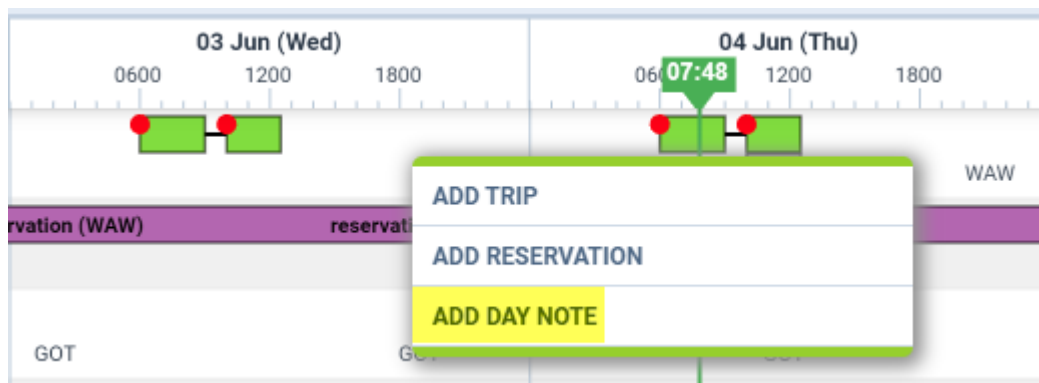 03 Jun (Wed) 04 Jun (Thu)
0600 1200 1800 1200 1800
07:48
WAW
ADD TRIP
rvation (WAW)
ADD RESERVATION
ADD DAY NOTE
GOT